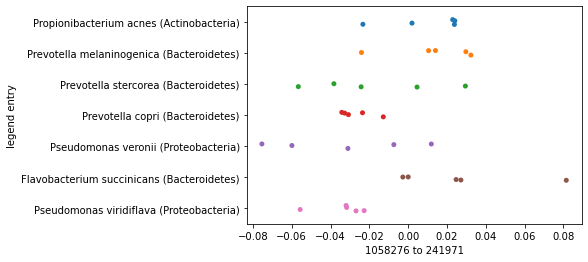 legend entry
Propionibacterium acnes (Actinobacteria)
Prevotella melaninogenica (Bacteroidetes)
Prevotella stercorea (Bacteroidetes)
Prevotella copri (Bacteroidetes)
Pseudomonas veronii (Proteobacteria)
Flavobacterium succinicans (Bacteroidetes)
Pseudomonas viridiflava (Proteobacteria)
−0.08 −0.06 −0.04 −0.02 0.00 0.02 0.04 0.06 0.08
1058276 to 241971